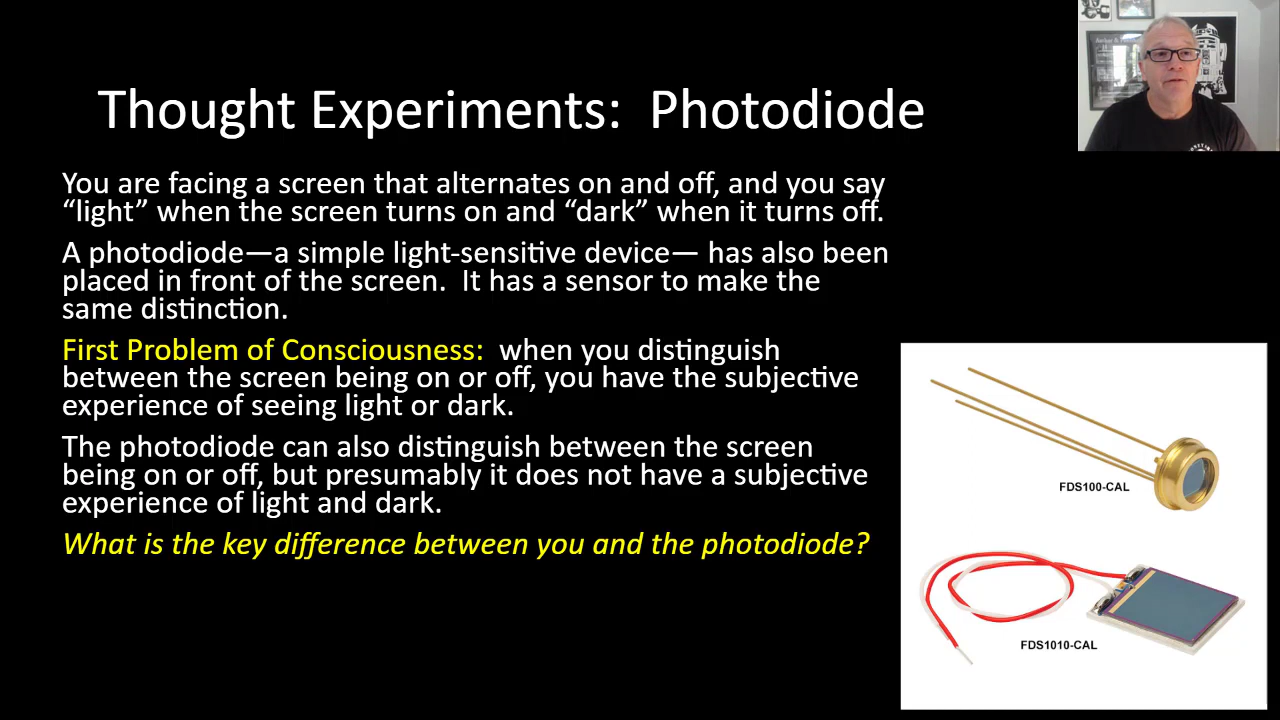 Thought Experiments:  Photodiode
You are facing a screen that alternates on and off, and you say
“light” when the screen turns on and “dark” when it turns off.
A photodiode—a simple light-sensitive device— has also been
placed in front of the screen.  It has a sensor to make the
same distinction.
First Problem of Consciousness:  when you distinguish
between the screen being on or off, you have the subjective
experience of seeing light or dark.
The photodiode can also distinguish between the screen
being on or off, but presumably it does not have a subjective
experience of light and dark.
What is the key difference between you and the photodiode?
FDS100-CAL
FDS1010-CAL